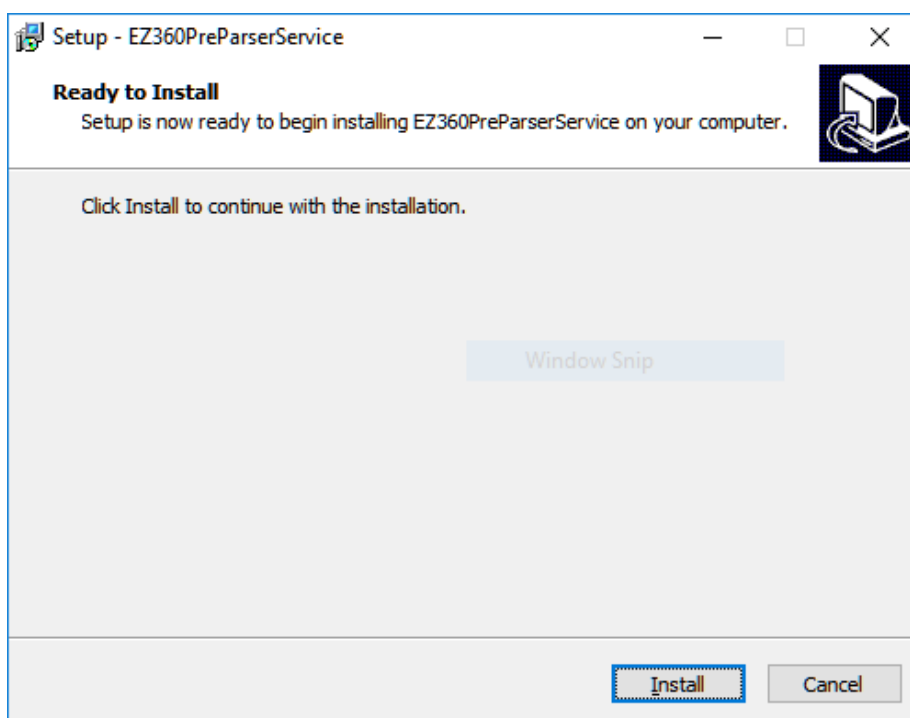 Setup - EZ360PreParserService
Ready to Install
Setup is now ready to begin installing EZ360PreParserService on your computer.
Click Install to continue with the installation.
Window Snip
Install
Cancel